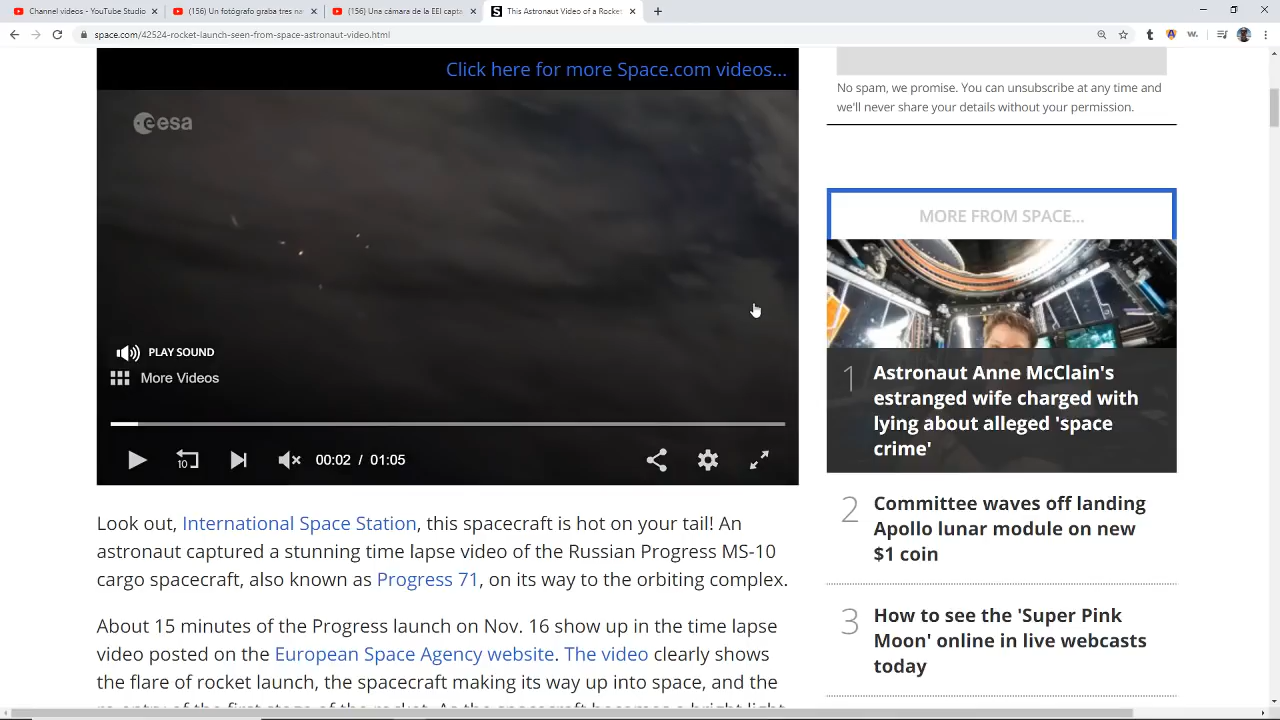 Channel videos - YouTube Studio
(156) Un fotógrafo graba tres na
(156) Una cámara de la EEI capta
This Astronaut Video of a Rocket
space.com/42524-rocket-launch-seen-from-space-astronaut-video.html
Click here for more Space.com videos...
esa
PLAY SOUND
More Videos
10
00:02 / 01:05
Look out, International Space Station, this spacecraft is hot on your tail! An
astronaut captured a stunning time lapse video of the Russian Progress MS-10
cargo spacecraft, also known as Progress 71, on its way to the orbiting complex.
About 15 minutes of the Progress launch on Nov. 16 show up in the time lapse
video posted on the European Space Agency website. The video clearly shows
the flare of rocket launch, the spacecraft making its way up into space, and the
No spam, we promise. You can unsubscribe at any time and
we'll never share your details without your permission.
MORE FROM SPACE...
1
Astronaut Anne McClain's
estranged wife charged with
lying about alleged 'space
crime'
2
Committee waves off landing
Apollo lunar module on new
$1 coin
3
How to see the 'Super Pink
Moon' online in live webcasts
today